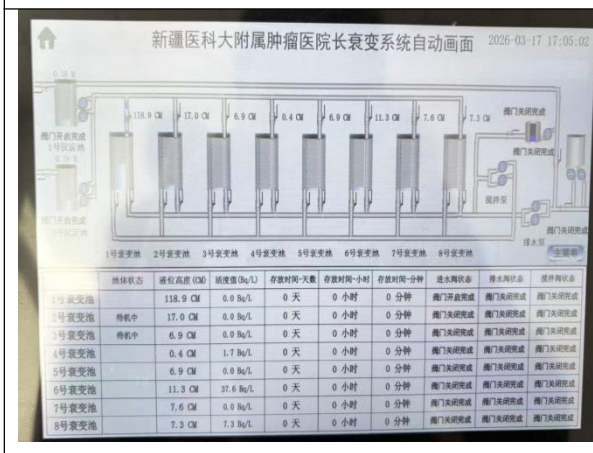 新疆医科大附属肿瘤医院长衰变系统自动画面 2026-03-17 17:05:02
118.9 CM 17.0 CM 6.9 CM 0.4 CM 6.9 CM 11.3 CM 7.6 CM 7.3 CM
阀门关闭完成
阀门开启完成
1号沉淀池
阀门关闭完成
搅拌泵
阀门开启完成
阀门关闭完成
排水泵
1号衰变池 2号衰变池 3号衰变池 4号衰变池 5号衰变池 6号衰变池 7号衰变池 8号衰变池
主菜单
池体状态 液位高度(CM) 活度值(Bq/L) 存放时间-天数 存放时间-小时 存放时间-分钟 进水阀状态 排水阀状态 搅拌阀状态
1号衰变池 118.9 CM 0.0 Bq/L 0 天 0 小时 0 分钟 阀门开启完成 阀门关闭完成 阀门关闭完成
2号衰变池 待机中 17.0 CM 0.0 Bq/L 0 天 0 小时 0 分钟 阀门关闭完成 阀门关闭完成 阀门关闭完成
3号衰变池 待机中 6.9 CM 0.0 Bq/L 0 天 0 小时 0 分钟 阀门关闭完成 阀门关闭完成 阀门关闭完成
4号衰变池 0.4 CM 1.7 Bq/L 0 天 0 小时 0 分钟 阀门关闭完成 阀门关闭完成 阀门关闭完成
5号衰变池 6.9 CM 0.0 Bq/L 0 天 0 小时 0 分钟 阀门关闭完成 阀门关闭完成 阀门关闭完成
6号衰变池 11.3 CM 37.6 Bq/L 0 天 0 小时 0 分钟 阀门关闭完成 阀门关闭完成 阀门关闭完成
7号衰变池 7.6 CM 0.0 Bq/L 0 天 0 小时 0 分钟 阀门关闭完成 阀门关闭完成 阀门关闭完成
8号衰变池 7.3 CM 7.3 Bq/L 0 天 0 小时 0 分钟 阀门关闭完成 阀门关闭完成 阀门关闭完成